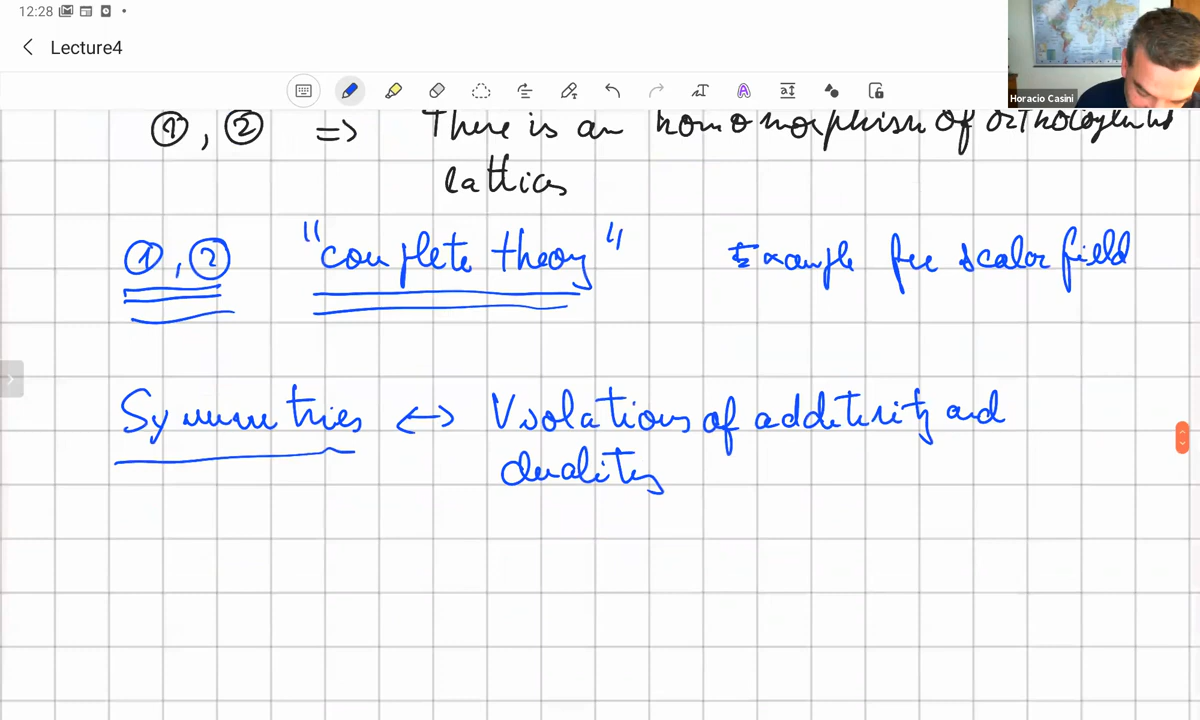 12:28
Lecture4
Horacio Casini
①, ② => There is an homomorphism of orthocomplemented
lattices
①, ② "complete theory" Example free scalar field
Symmetries <-> Violations of additivity and
duality